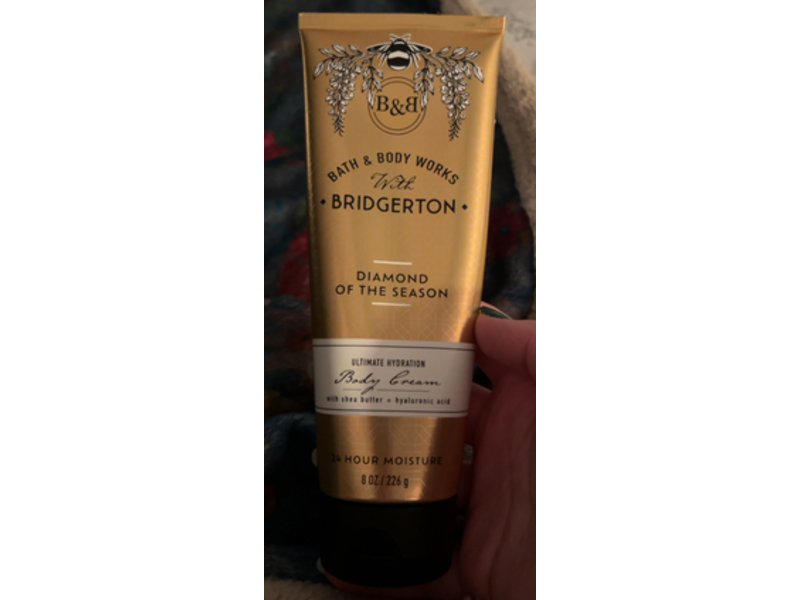 B&B
BATH & BODY WORKS
With
• BRIDGERTON •
DIAMOND
OF THE SEASON
ULTIMATE HYDRATION
Body Cream
with shea butter + hyaluronic acid
24 HOUR MOISTURE
8 OZ / 226 g